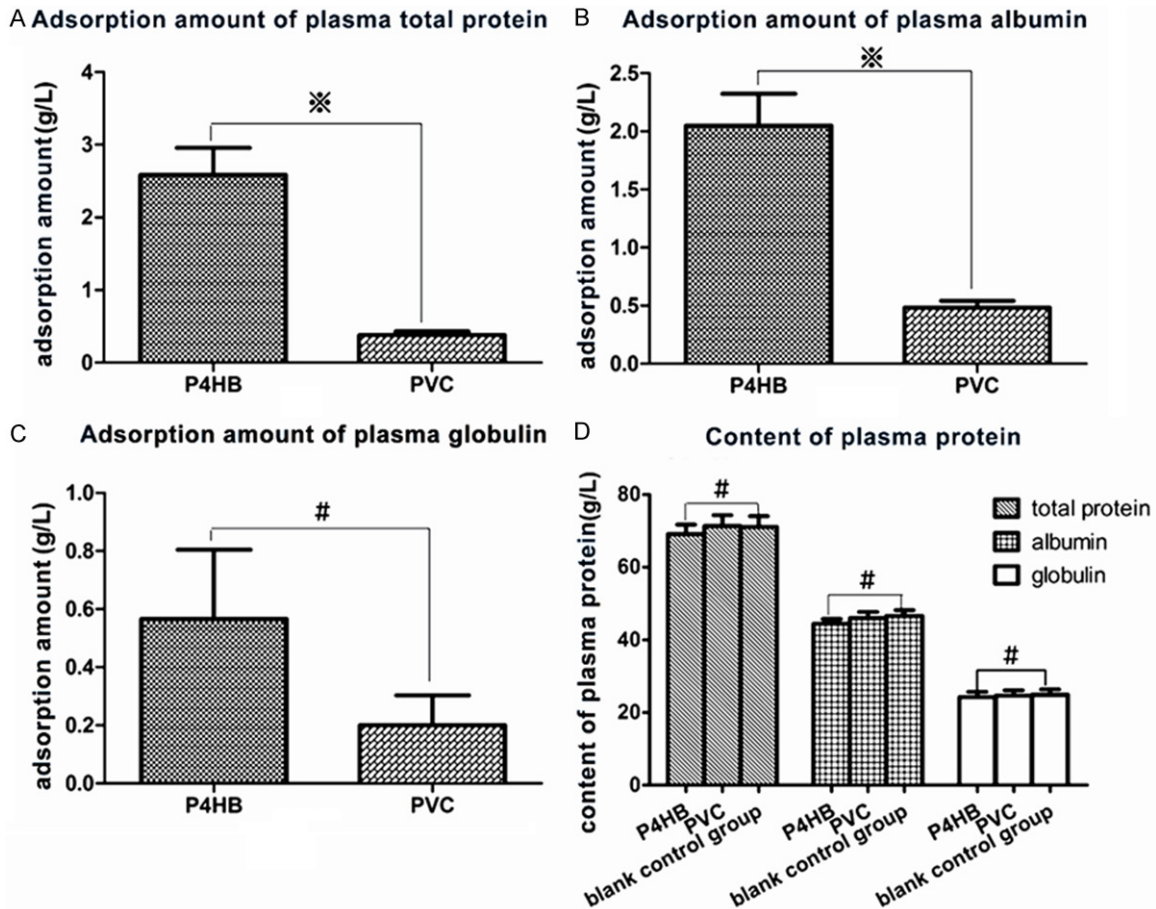 A Adsorption amount of plasma total protein
adsorption amount (g/L)
4
3
2
1
0
※
P4HB PVC
B Adsorption amount of plasma albumin
adsorption amount (g/L)
2.5
2.0
1.5
1.0
0.5
0.0
※
P4HB PVC
C Adsorption amount of plasma globulin
adsorption amount (g/L)
1.0
0.8
0.6
0.4
0.2
0.0
#
P4HB PVC
D Content of plasma protein
content of plasma protein(g/L)
80
60
40
20
0
#
#
#
total protein
albumin
globulin
P4HB
PVC
blank control group
P4HB
PVC
blank control group
P4HB
PVC
blank control group